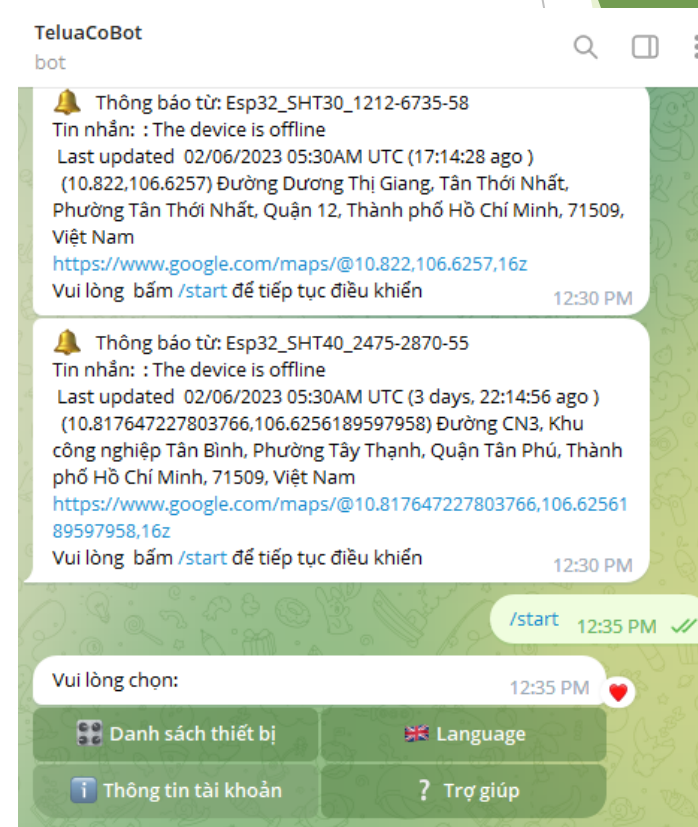 TeluaCoBot
bot
🔔 Thông báo từ: Esp32_SHT30_1212-6735-58
Tin nhắn: : The device is offline
Last updated 02/06/2023 05:30AM UTC (17:14:28 ago )
(10.822,106.6257) Đường Dương Thị Giang, Tân Thới Nhất,
Phường Tân Thới Nhất, Quận 12, Thành phố Hồ Chí Minh, 71509,
Việt Nam
https://www.google.com/maps/@10.822,106.6257,16z
Vui lòng bấm /start để tiếp tục điều khiển
12:30 PM
🔔 Thông báo từ: Esp32_SHT40_2475-2870-55
Tin nhắn: : The device is offline
Last updated 02/06/2023 05:30AM UTC (3 days, 22:14:56 ago )
(10.817647227803766,106.6256189597958) Đường CN3, Khu
công nghiệp Tân Bình, Phường Tây Thạnh, Quận Tân Phú, Thành
phố Hồ Chí Minh, 71509, Việt Nam
https://www.google.com/maps/@10.817647227803766,106.62561
89597958,16z
Vui lòng bấm /start để tiếp tục điều khiển
12:30 PM
/start 12:35 PM
Vui lòng chọn:
12:35 PM
Danh sách thiết bị
Language
Thông tin tài khoản
? Trợ giúp